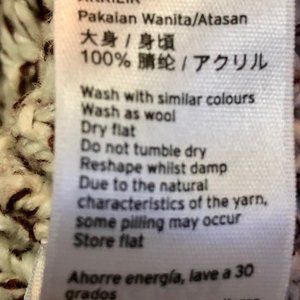 Pakaian Wanita/Atasan
大身 / 身頃
100% 腈纶 / アクリル
Wash with similar colours
Wash as wool
Dry flat
Do not tumble dry
Reshape whilst damp
Due to the natural
characteristics of the yarn,
some pilling may occur
Store flat
Ahorre energía, lave a 30
grados